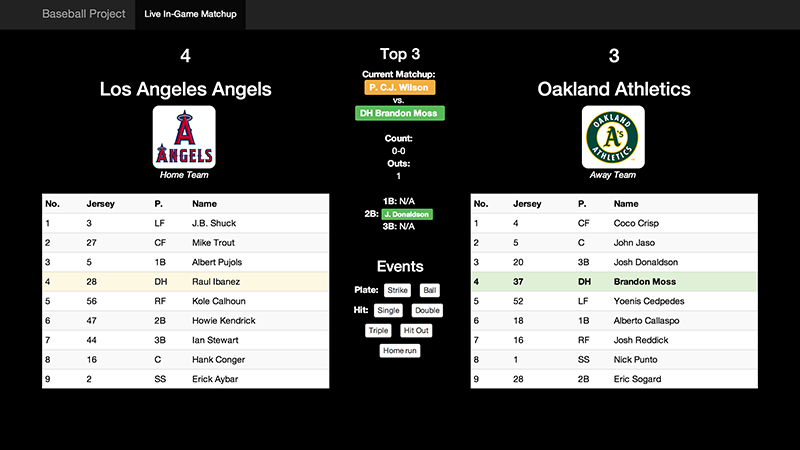 Baseball Project Live In-Game Matchup
4
Los Angeles Angels
ANGELS
Home Team
No. Jersey P. Name
1 3 LF J.B. Shuck
2 27 CF Mike Trout
3 5 1B Albert Pujols
4 28 DH Raul Ibanez
5 56 RF Kole Calhoun
6 47 2B Howie Kendrick
7 44 3B Ian Stewart
8 16 C Hank Conger
9 2 SS Erick Aybar
Top 3
Current Matchup:
P. C.J. Wilson
vs.
DH Brandon Moss
Count:
0-0
Outs:
1
1B: N/A
2B: J. Donaldson
3B: N/A
Events
Plate: Strike Ball
Hit: Single Double
Triple Hit Out
Home run
3
Oakland Athletics
OAKLAND
A's
ATHLETICS
Away Team
No. Jersey P. Name
1 4 CF Coco Crisp
2 5 C John Jaso
3 20 3B Josh Donaldson
4 37 DH Brandon Moss
5 52 LF Yoenis Cedpedes
6 18 1B Alberto Callaspo
7 16 RF Josh Reddick
8 1 SS Nick Punto
9 28 2B Eric Sogard